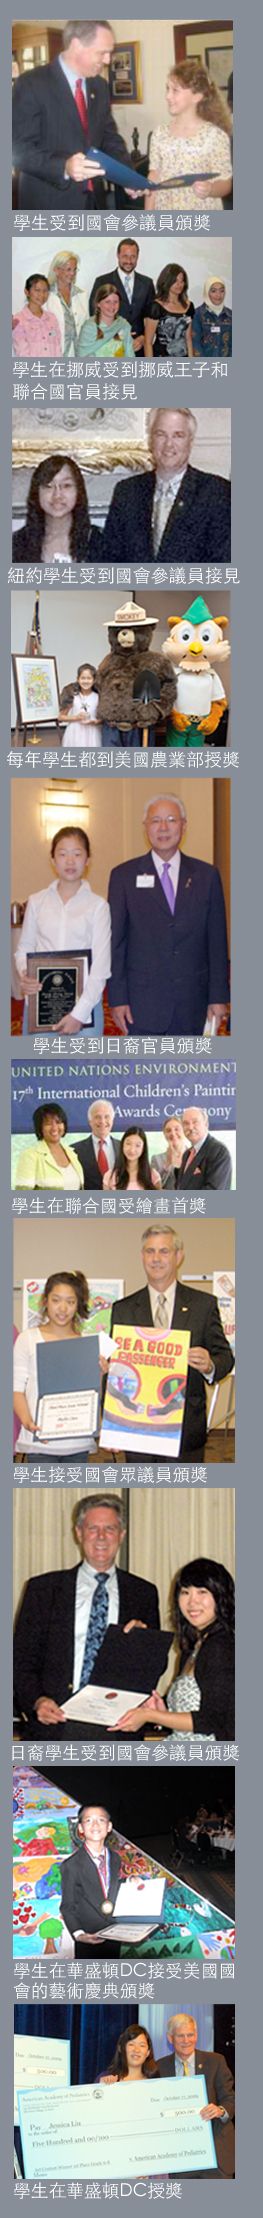 學生受到國會參議員頒獎
學生在挪威受到挪威王子和
聯合國官員接見
紐約學生受到國會參議員接見
SMOKEY
每年學生都到美國農業部授獎
學生受到日裔官員頒獎
UNITED NATIONS ENVIRONMENT
17th International Children's Paintin
Awards Ceremony
學生在聯合國受繪畫首獎
BE A GOOD
PASSENGER
學生接受國會眾議員頒獎
日裔學生受到國會參議員頒獎
學生在華盛頓DC接受美國國
會的藝術慶典頒獎
American Academy of Pediatrics
Pay Jessica Liu
500.00
Five Hundred and 00/100
DOLLARS
American Academy of Pediatrics
學生在華盛頓DC授獎